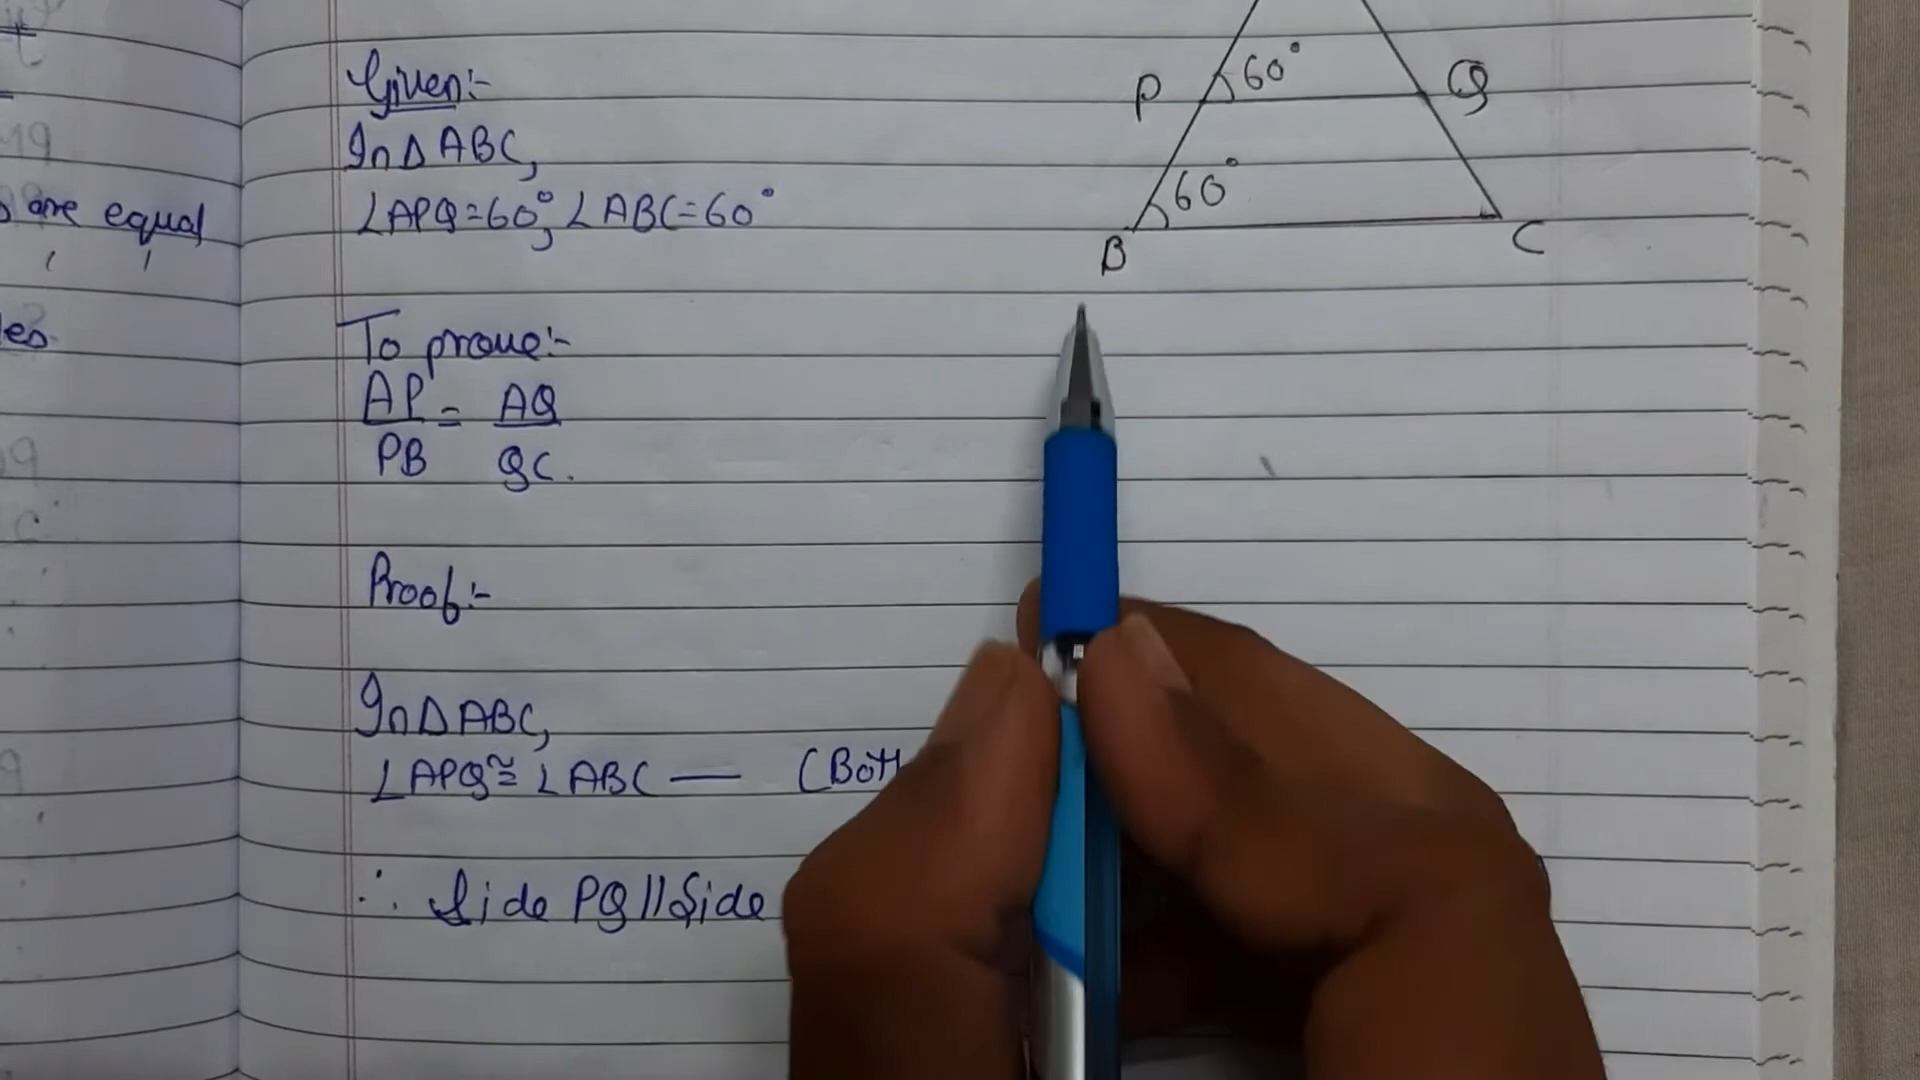 Given:-
In △ ABC,
∠APQ=60°, ∠ABC=60°
To prove:-
AP = AQ
PB QC.
Proof:-
In △ ABC,
∠APQ ≅ ∠ABC — (Both
∴ Side PQ || Side
P 60° Q
60°
B C
are equal